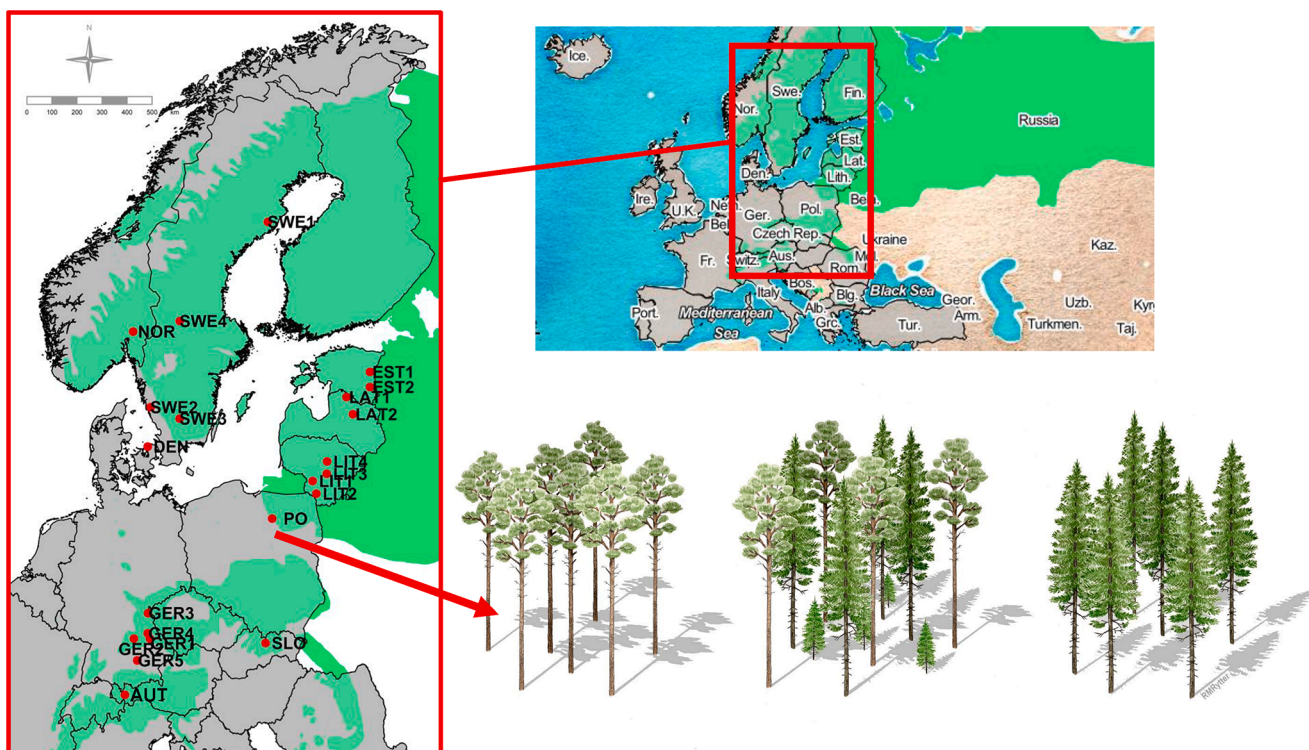 N
0 100 200 300 400 500 km
SWE1
SWE4
NOR
EST1
EST2
LAT1
LAT2
SWE2
SWE3
DEN
LIT4
LIT3
LIT1
LIT2
PO
GER3
GER4
GER1
GER2
GER5
SLO
AUT
Ice.
Swe.
Fin.
Nor.
Russia
Est.
Lat.
Den.
Lith.
Ire.
U.K.
Neth.
Bel.
Ger.
Pol.
Czech Rep.
Ukraine
Kaz.
Fr.
Switz.
Aus.
Rom.
Bos.
Italy
Blg.
Black Sea
Geor.
Uzb.
Port.
Mediterranean
Sea
Alb.
Grc.
Tur.
Arm.
Turkmen.
Taj.
RMRytter